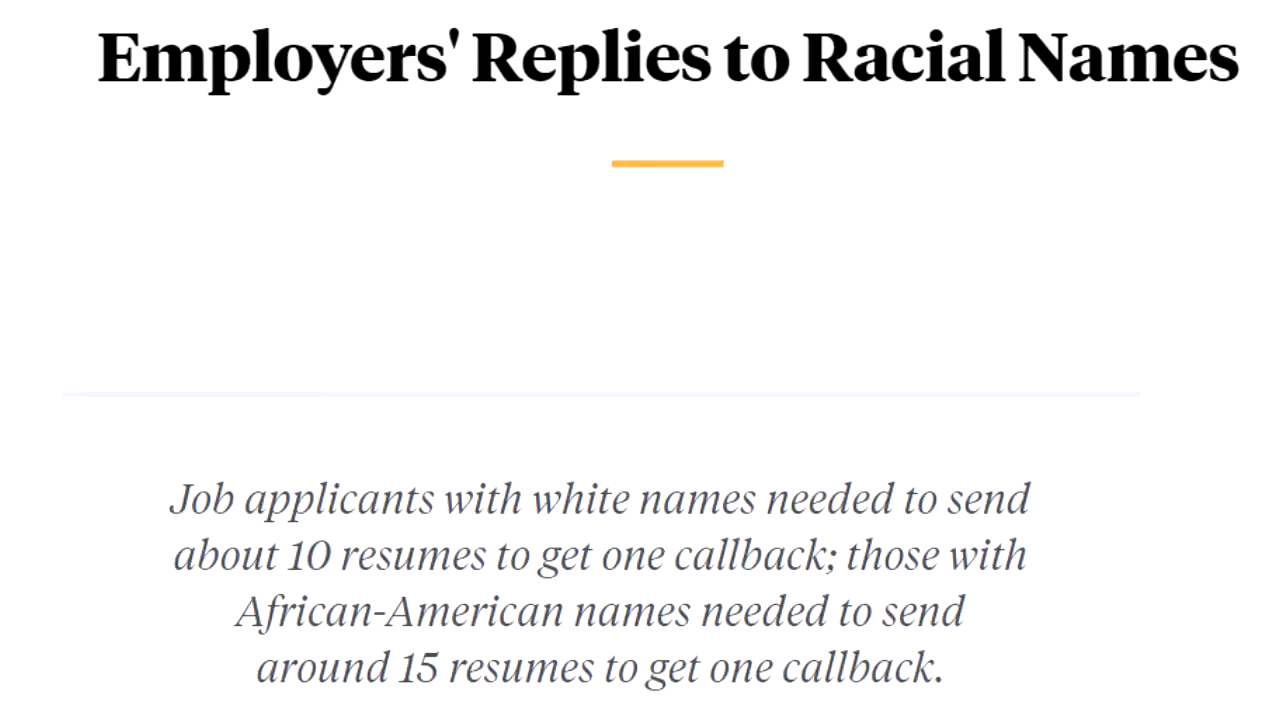 Employers' Replies to Racial Names
Job applicants with white names needed to send
about 10 resumes to get one callback; those with
African-American names needed to send
around 15 resumes to get one callback.